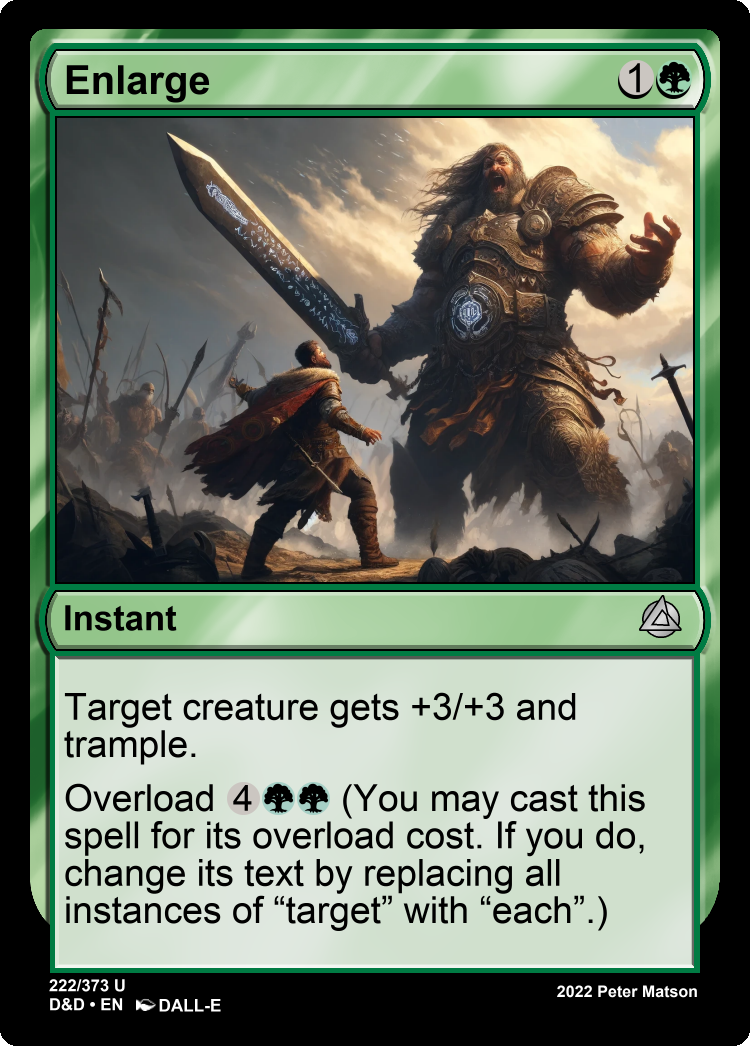 Enlarge 1
Instant
Target creature gets +3/+3 and
trample.
Overload 4 (You may cast this
spell for its overload cost. If you do,
change its text by replacing all
instances of “target” with “each”.)
222/373 U
D&D • EN DALL-E
2022 Peter Matson